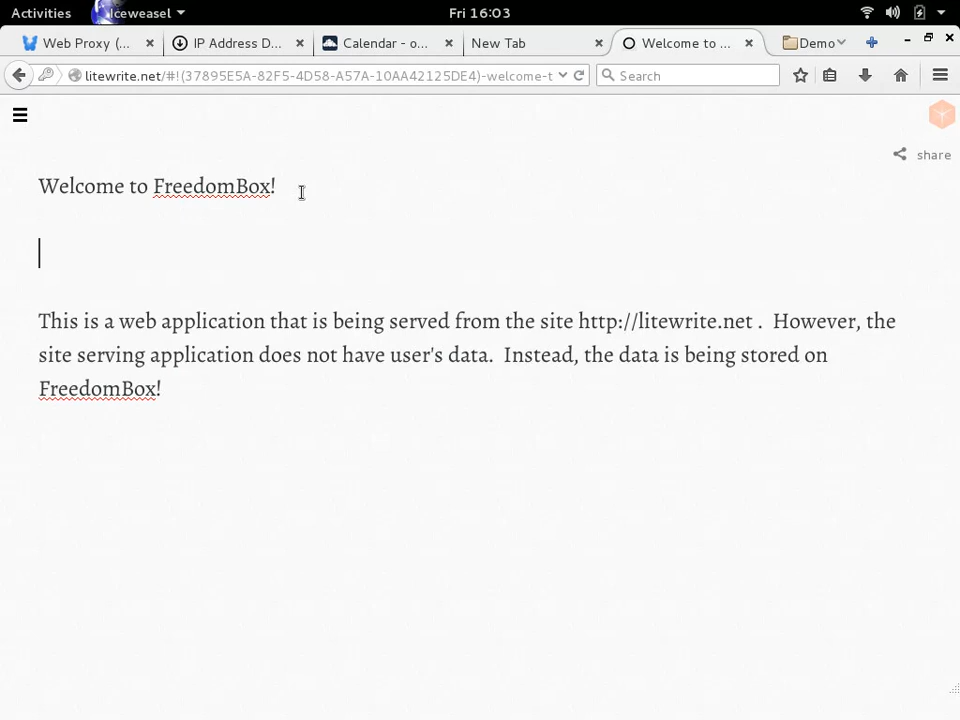 Activities Iceweasel Fri 16:03
Web Proxy (... IP Address D... Calendar - o... New Tab Welcome to ... Demo
litewrite.net/#!(37895E5A-82F5-4D58-A57A-10AA42125DE4)-welcome-t Search
share
Welcome to FreedomBox!
This is a web application that is being served from the site http://litewrite.net .  However, the
site serving application does not have user's data.  Instead, the data is being stored on
FreedomBox!